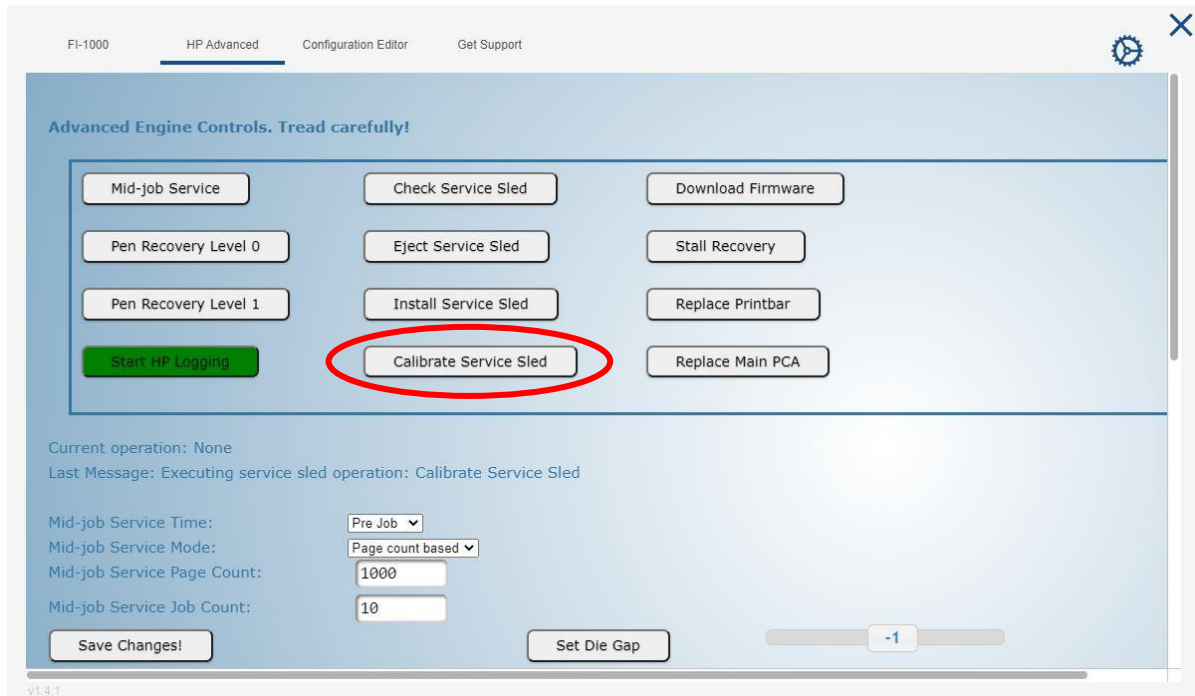 FI-1000 HP Advanced Configuration Editor Get Support
Advanced Engine Controls. Tread carefully!
Mid-job Service Check Service Sled Download Firmware
Pen Recovery Level 0 Eject Service Sled Stall Recovery
Pen Recovery Level 1 Install Service Sled Replace Printbar
Start HP Logging Calibrate Service Sled Replace Main PCA
Current operation: None
Last Message: Executing service sled operation: Calibrate Service Sled
Mid-job Service Time: Pre Job
Mid-job Service Mode: Page count based
Mid-job Service Page Count: 1000
Mid-job Service Job Count: 10
Save Changes! Set Die Gap -1
v1.4.1